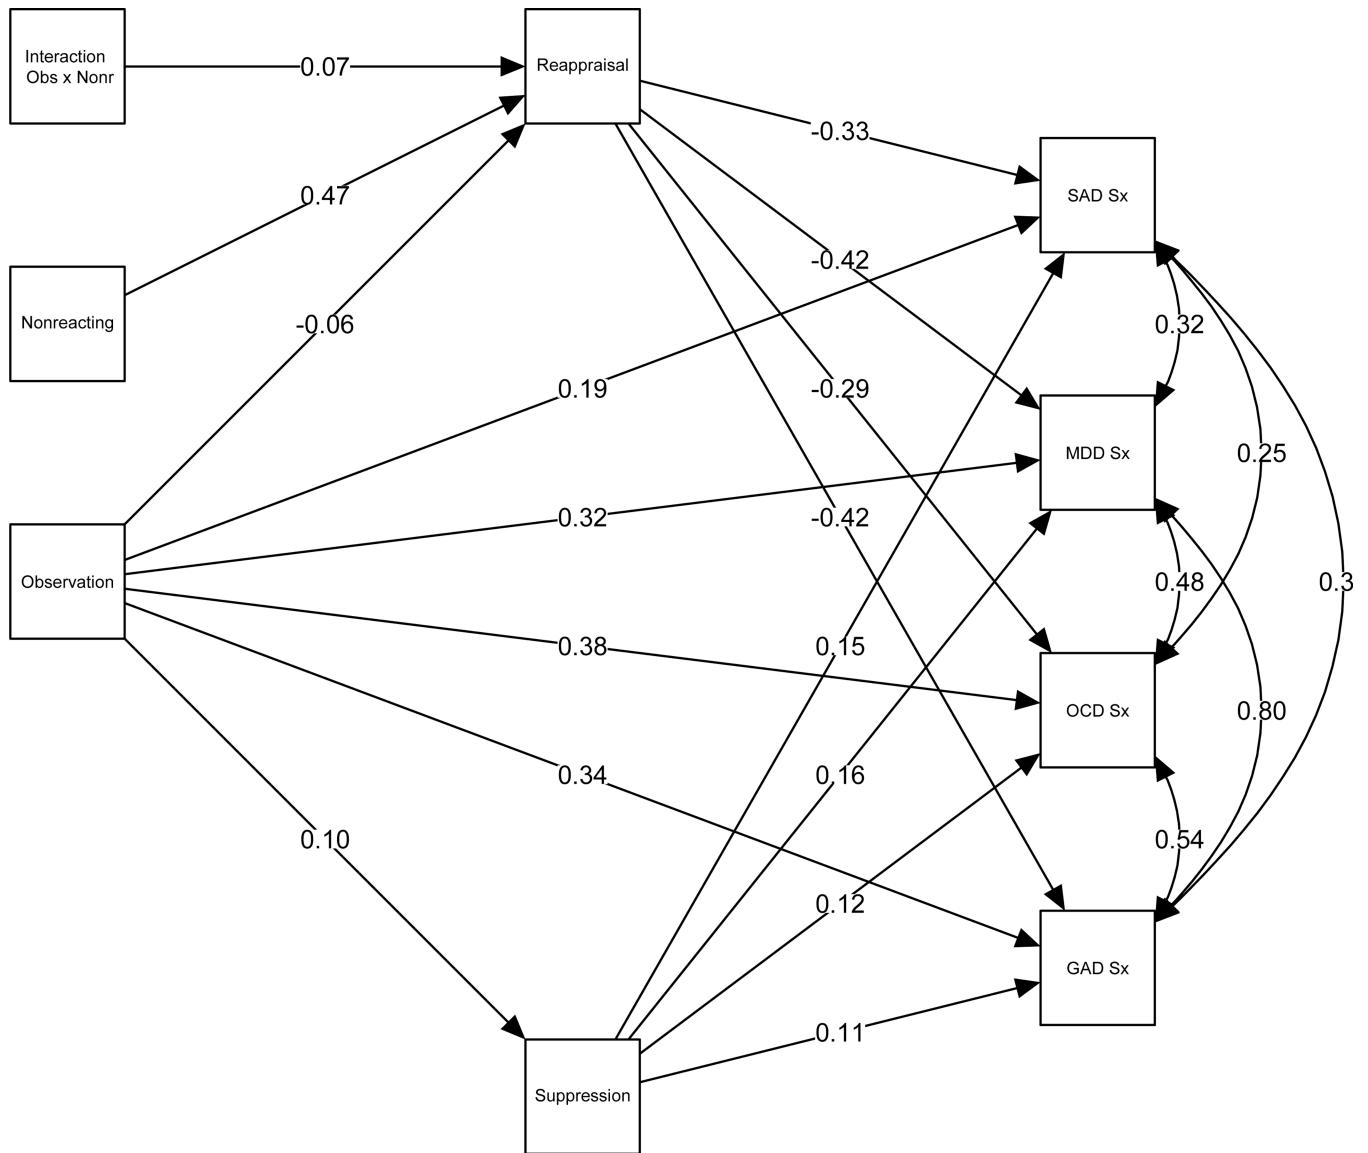 Interaction
Obs x Nonr
0.07
Reappraisal
-0.33
SAD Sx
0.47
Nonreacting
-0.06
-0.42
0.32
0.19
-0.29
MDD Sx
0.25
0.32
-0.42
Observation
0.48
0.3
0.38
0.15
OCD Sx
0.80
0.34
0.16
0.10
0.54
0.12
GAD Sx
0.11
Suppression